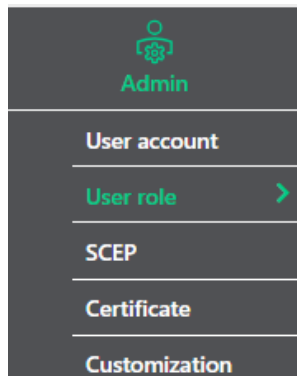 Admin
User account
User role
SCEP
Certificate
Customization